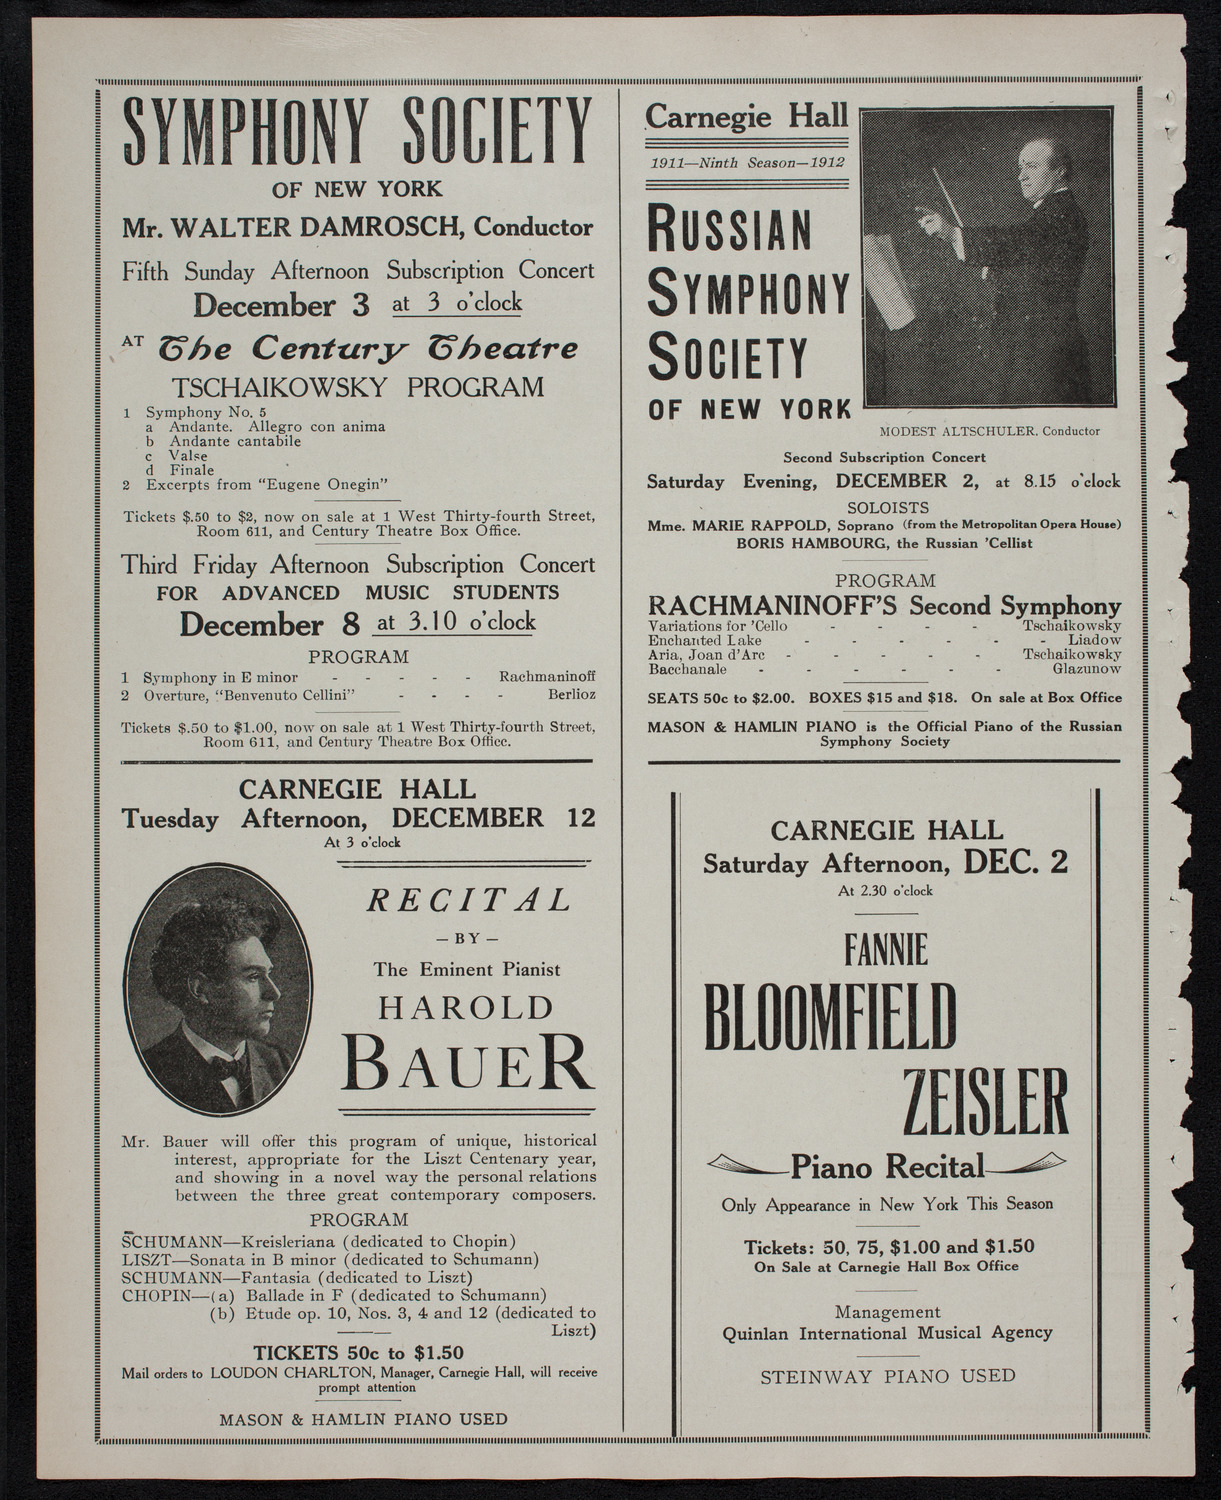 SYMPHONY SOCIETY
OF NEW YORK
Mr. WALTER DAMROSCH, Conductor
Fifth Sunday Afternoon Subscription Concert
December 3 at 3 o'clock
AT The Century Theatre
TSCHAIKOWSKY PROGRAM
1 Symphony No. 5
a Andante. Allegro con anima
b Andante cantabile
c Valse
d Finale
2 Excerpts from "Eugene Onegin"
Tickets $.50 to $2, now on sale at 1 West Thirty-fourth Street,
Room 611, and Century Theatre Box Office.
Third Friday Afternoon Subscription Concert
FOR ADVANCED MUSIC STUDENTS
December 8 at 3.10 o'clock
PROGRAM
1 Symphony in E minor - - - - - Rachmaninoff
2 Overture, "Benvenuto Cellini" - - - - Berlioz
Tickets $.50 to $1.00, now on sale at 1 West Thirty-fourth Street,
Room 611, and Century Theatre Box Office.
CARNEGIE HALL
Tuesday Afternoon, DECEMBER 12
At 3 o'clock
RECITAL
— BY —
The Eminent Pianist
HAROLD
BAUER
Mr. Bauer will offer this program of unique, historical
interest, appropriate for the Liszt Centenary year,
and showing in a novel way the personal relations
between the three great contemporary composers.
PROGRAM
SCHUMANN—Kreisleriana (dedicated to Chopin)
LISZT—Sonata in B minor (dedicated to Schumann)
SCHUMANN—Fantasia (dedicated to Liszt)
CHOPIN—(a) Ballade in F (dedicated to Schumann)
(b) Etude op. 10, Nos. 3, 4 and 12 (dedicated to
Liszt)
TICKETS 50c to $1.50
Mail orders to LOUDON CHARLTON, Manager, Carnegie Hall, will receive
prompt attention
MASON & HAMLIN PIANO USED
Carnegie Hall
1911—Ninth Season—1912
RUSSIAN
SYMPHONY
SOCIETY
OF NEW YORK
MODEST ALTSCHULER. Conductor
Second Subscription Concert
Saturday Evening, DECEMBER 2, at 8.15 o'clock
SOLOISTS
Mme. MARIE RAPPOLD, Soprano (from the Metropolitan Opera House)
BORIS HAMBOURG, the Russian 'Cellist
PROGRAM
RACHMANINOFF'S Second Symphony
Variations for 'Cello - - - - Tschaikowsky
Enchanted Lake - - - - - - - Liadow
Aria, Joan d'Arc - - - - - - Tschaikowsky
Bacchanale - - - - - - - Glazunow
SEATS 50c to $2.00. BOXES $15 and $18. On sale at Box Office
MASON & HAMLIN PIANO is the Official Piano of the Russian
Symphony Society
CARNEGIE HALL
Saturday Afternoon, DEC. 2
At 2.30 o'clock
FANNIE
BLOOMFIELD
ZEISLER
Piano Recital
Only Appearance in New York This Season
Tickets: 50, 75, $1.00 and $1.50
On Sale at Carnegie Hall Box Office
Management
Quinlan International Musical Agency
STEINWAY PIANO USED